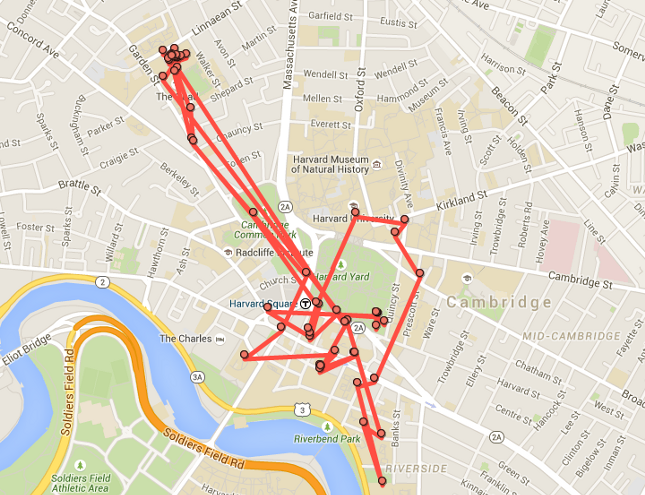 Linnaean St
Garfield St
Eustis St
Massachusetts Ave
Martin St
Avon St
Concord Ave
Garden St
Walker St
Wendell St
Wendell St
Harrison St
Park St
Beacon St
Dane St
Shepard St
Mellen St
Oxford St
Hammond St
Museum St
Buckingham St
Parker St
Chauncy St
Everett St
Francis Ave
Irving St
Scott St
Holden St
Hanson St
Sparks St
Craigie St
Berkeley St
Harvard Museum
of Natural History
Divinity Ave
Calvin St
Brattle St
2A
Kirkland St
Harvard University
Lowell St
Foster St
Sparks St
Willard St
Hawthorn St
Ash St
Cambridge
Radcliffe Institute
Irving St
Trowbridge St
Roberts Rd
Hovey Ave
Line St
Cambridge St
2
Church St
Harvard Yard
Harvard Square
T
Quincy St
Prescott St
Ware St
Cambridge
The Charles
2A
MID-CAMBRIDGE
Fayette St
Eliot Bridge
Soldiers Field Rd
3A
Trowbridge St
Ellery St
Chatham St
Harvard St
Hancock St
West St
Centre St
Lee St
Clinton St
Bigelow St
Inman St
3
Banks St
2A
Riverbend Park
Soldiers Field Rd
Soldiers Field
Athletic Area
RIVERSIDE
Green St
Franklin St